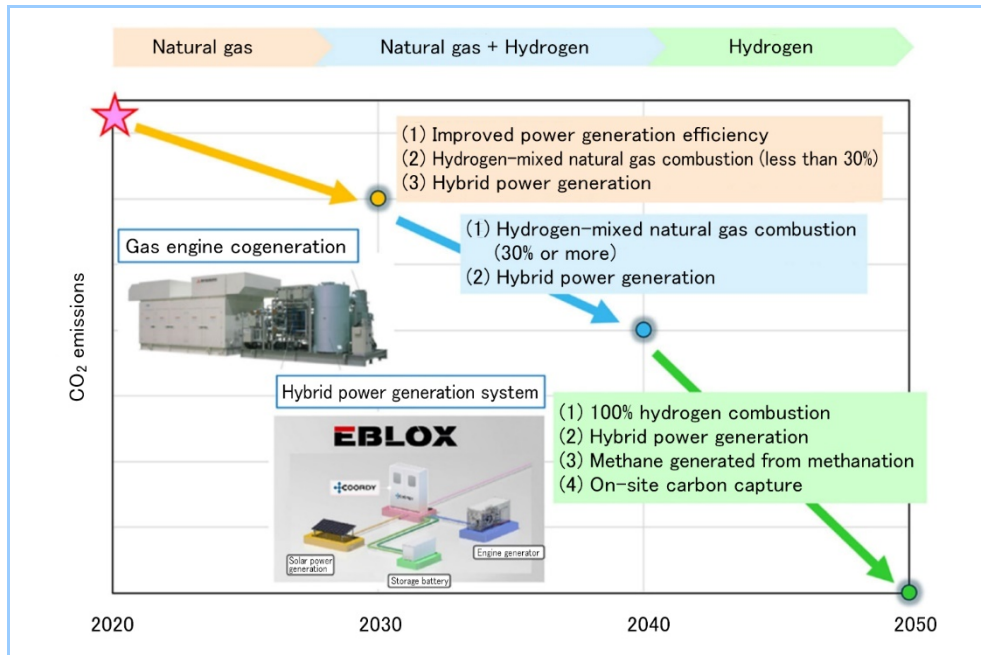 Natural gas
Natural gas + Hydrogen
Hydrogen
(1) Improved power generation efficiency
(2) Hydrogen-mixed natural gas combustion (less than 30%)
(3) Hybrid power generation
(1) Hydrogen-mixed natural gas combustion
(30% or more)
(2) Hybrid power generation
Gas engine cogeneration
CO₂ emissions
Hybrid power generation system
EBLOX
COORDY
Solar power
generation
Storage battery
Engine generator
(1) 100% hydrogen combustion
(2) Hybrid power generation
(3) Methane generated from methanation
(4) On-site carbon capture
2020
2030
2040
2050